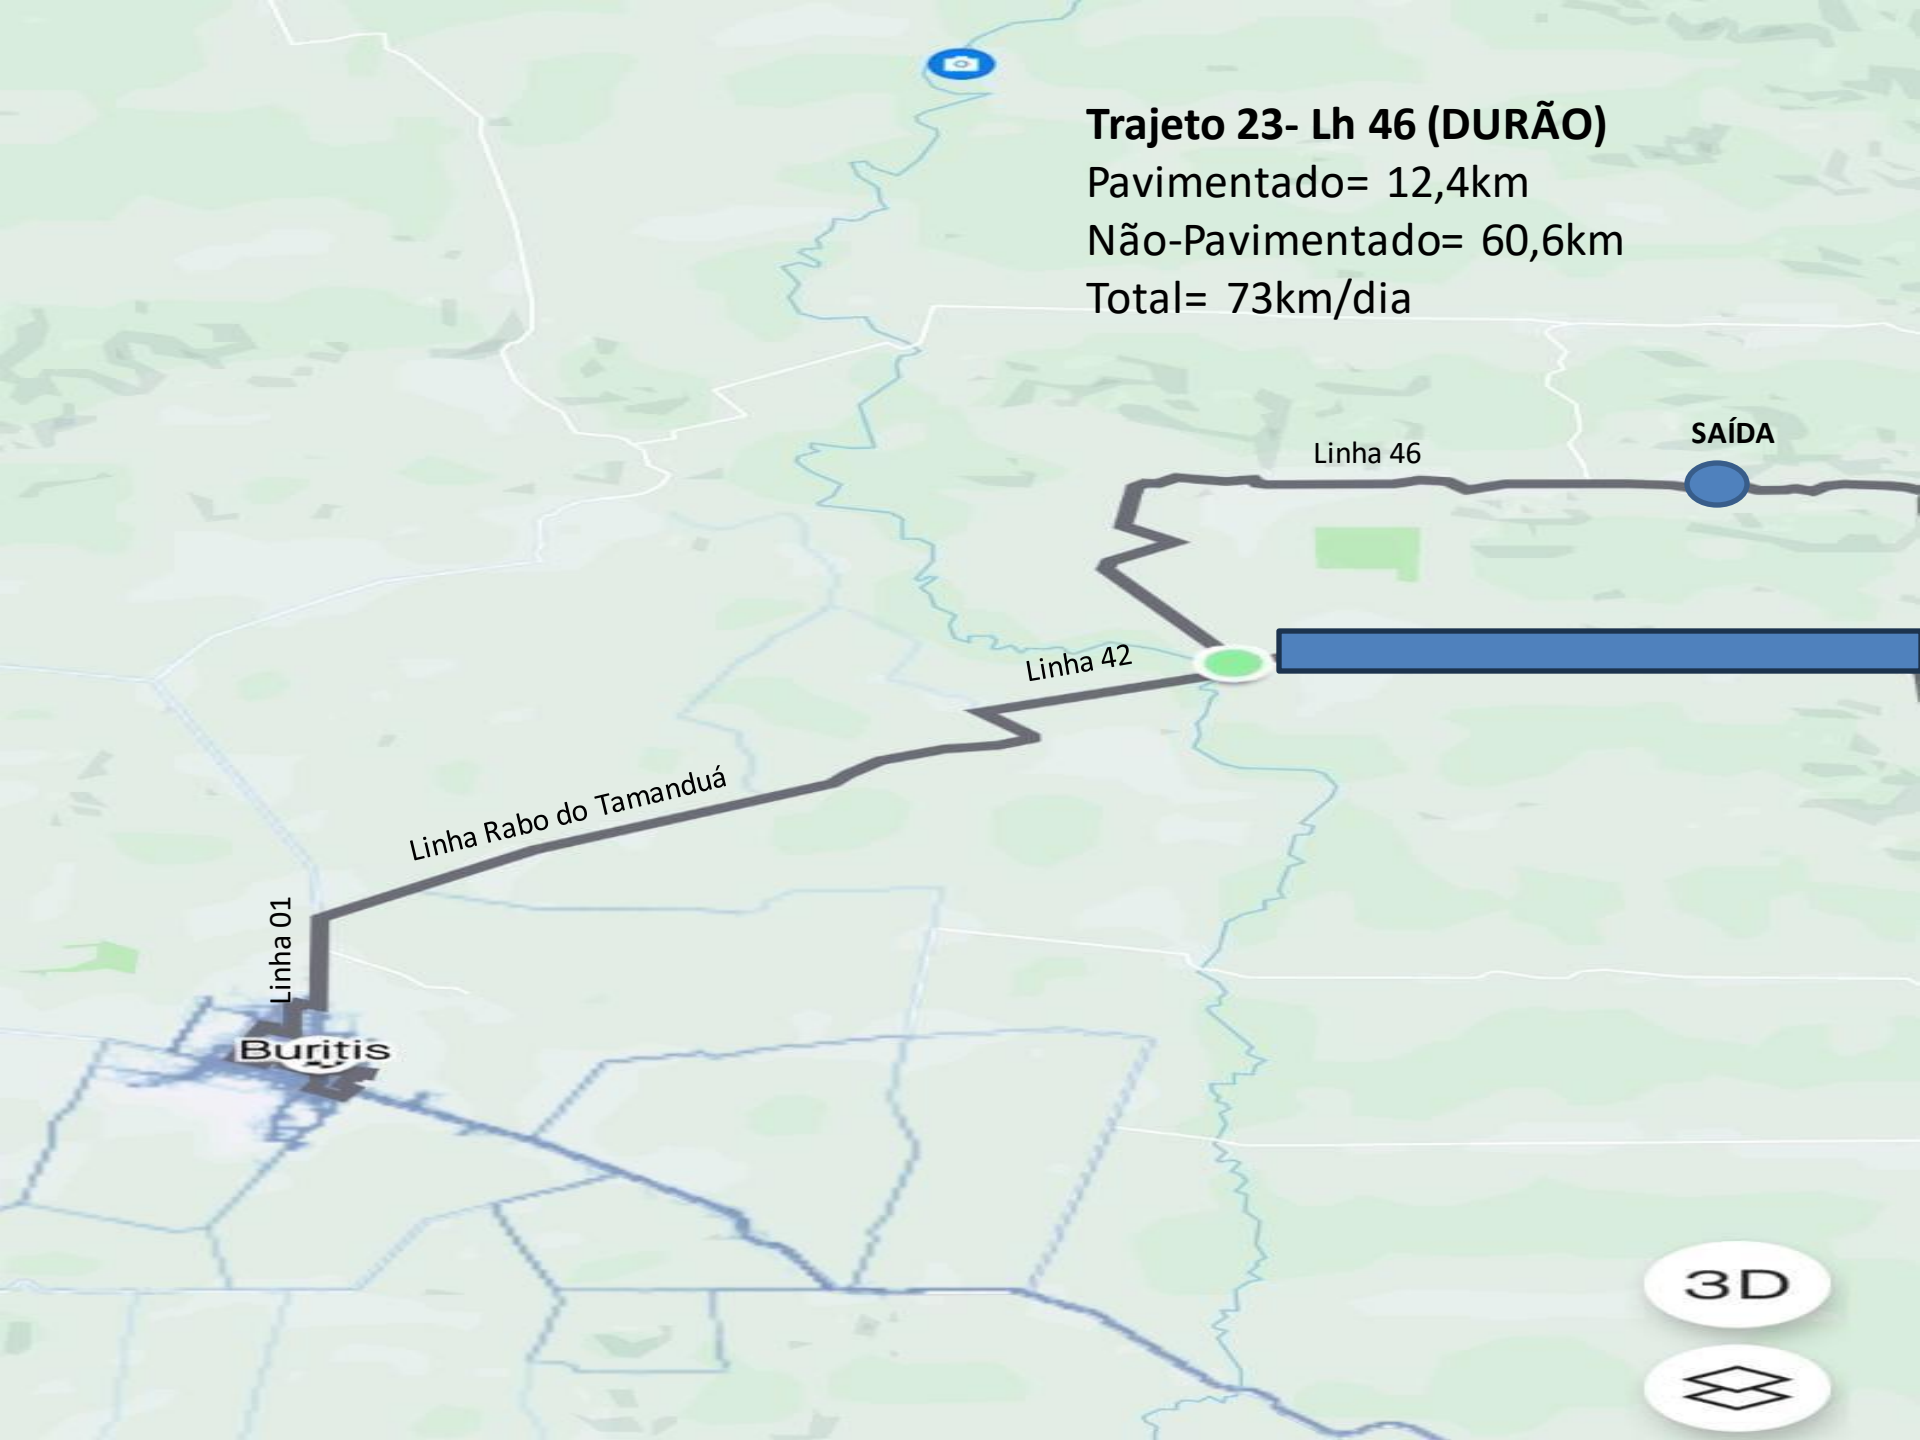 Trajeto 23- Lh 46 (DURÃO)
Pavimentado= 12,4km
Não-Pavimentado= 60,6km
Total= 73km/dia
SAÍDA
Linha 46
Linha 42
Linha Rabo do Tamanduá
Linha 01
Buritis
3D